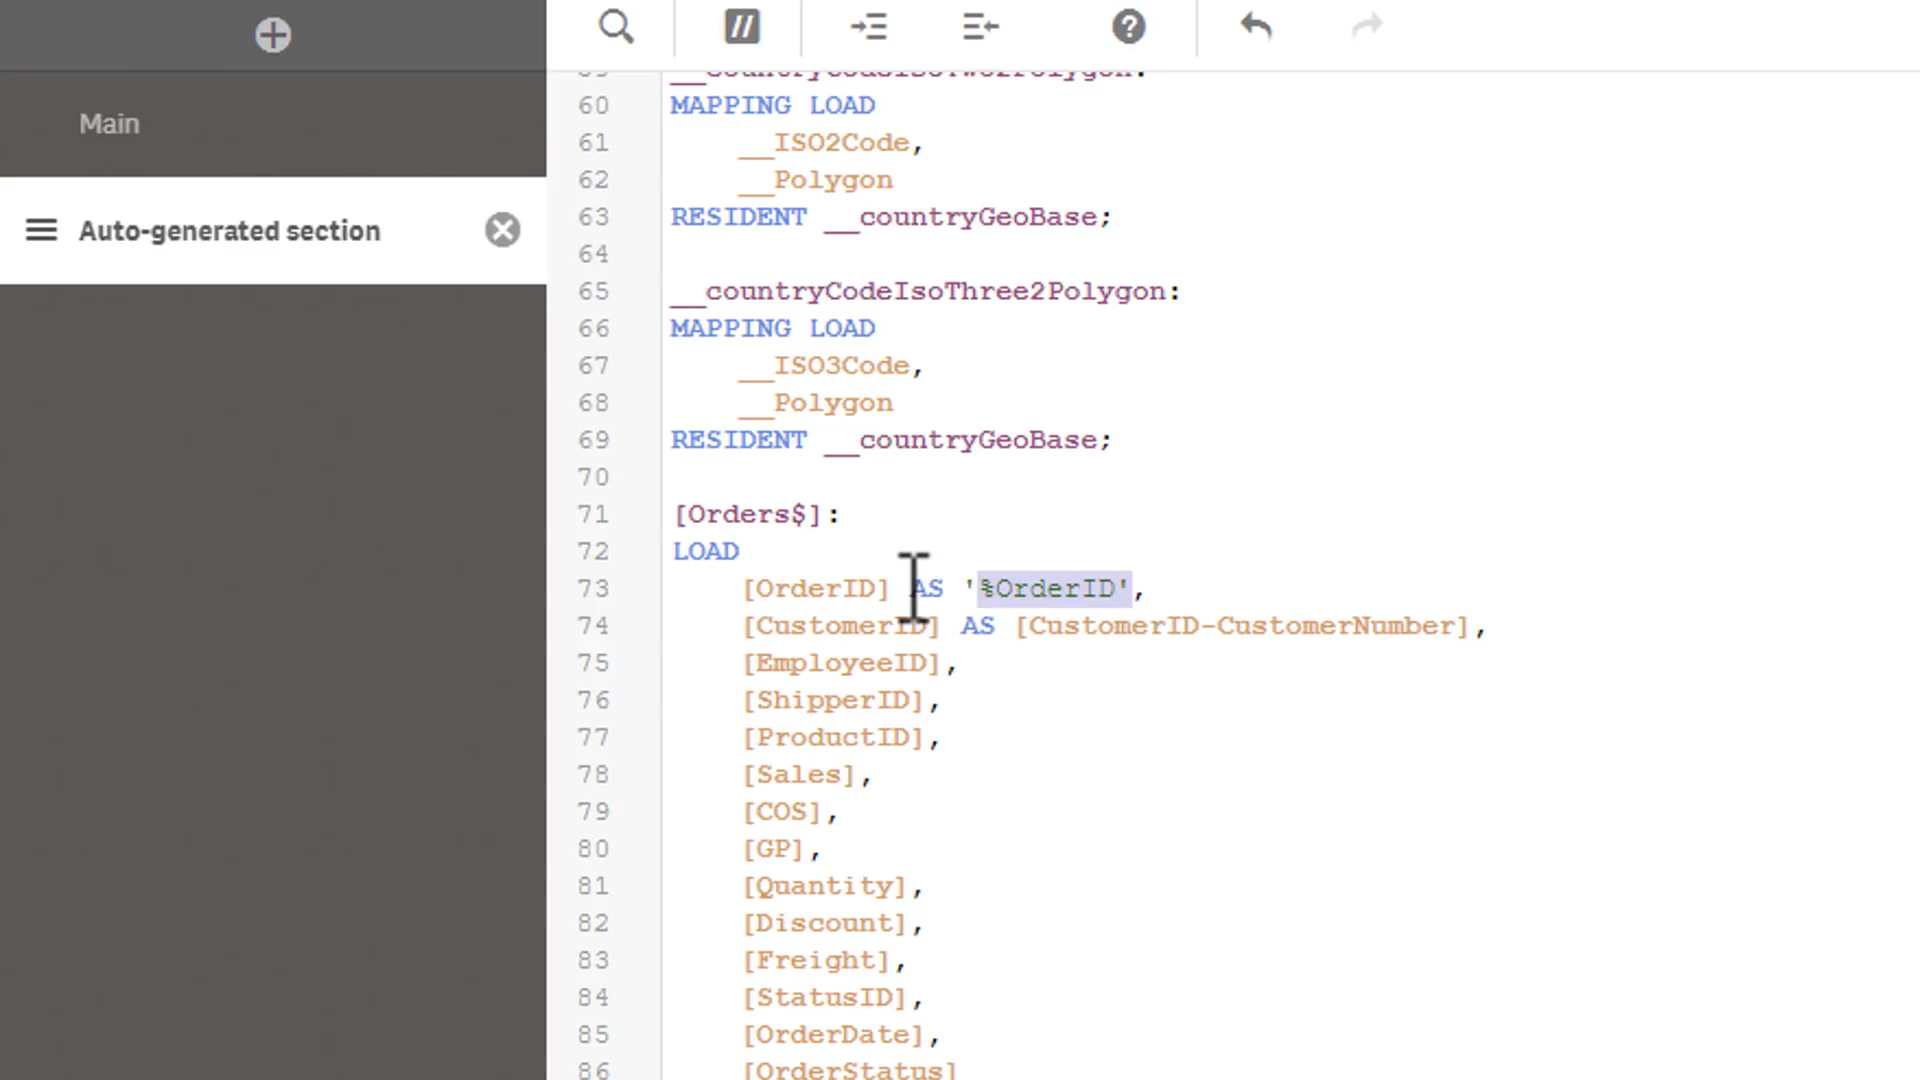 Main
Auto-generated section
__countryCodeIsoTwo2Polygon:
60 MAPPING LOAD
61 __ISO2Code,
62 __Polygon
63 RESIDENT __countryGeoBase;
64
65 __countryCodeIsoThree2Polygon:
66 MAPPING LOAD
67 __ISO3Code,
68 __Polygon
69 RESIDENT __countryGeoBase;
70
71 [Orders$]:
72 LOAD
73 [OrderID] AS '%OrderID',
74 [CustomerID] AS [CustomerID-CustomerNumber],
75 [EmployeeID],
76 [ShipperID],
77 [ProductID],
78 [Sales],
79 [COS],
80 [GP],
81 [Quantity],
82 [Discount],
83 [Freight],
84 [StatusID],
85 [OrderDate],
86 [OrderStatus]